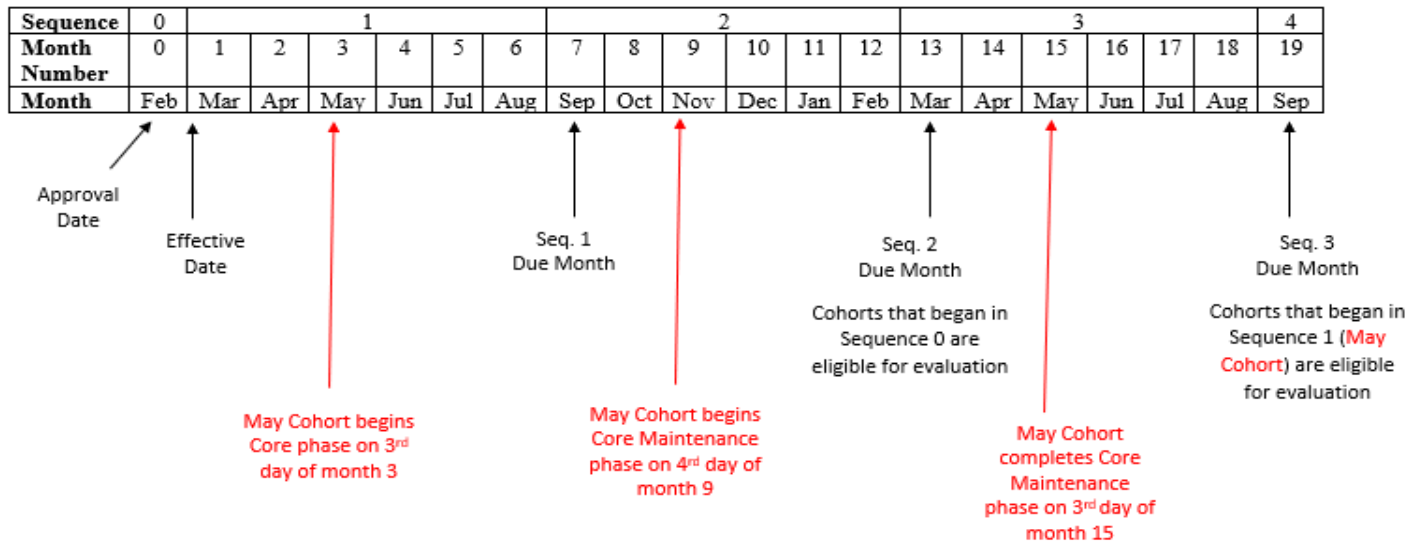 Sequence 0 1 2 3 4
Month Number 0 1 2 3 4 5 6 7 8 9 10 11 12 13 14 15 16 17 18 19
Month Feb Mar Apr May Jun Jul Aug Sep Oct Nov Dec Jan Feb Mar Apr May Jun Jul Aug Sep
Approval
Date
Effective
Date
Seq. 1
Due Month
Seq. 2
Due Month
Cohorts that began in
Sequence 0 are
eligible for evaluation
Seq. 3
Due Month
Cohorts that began in
Sequence 1 (May
Cohort) are eligible
for evaluation
May Cohort begins
Core phase on 3rd
day of month 3
May Cohort begins
Core Maintenance
phase on 4rd day of
month 9
May Cohort
completes Core
Maintenance
phase on 3rd day of
month 15